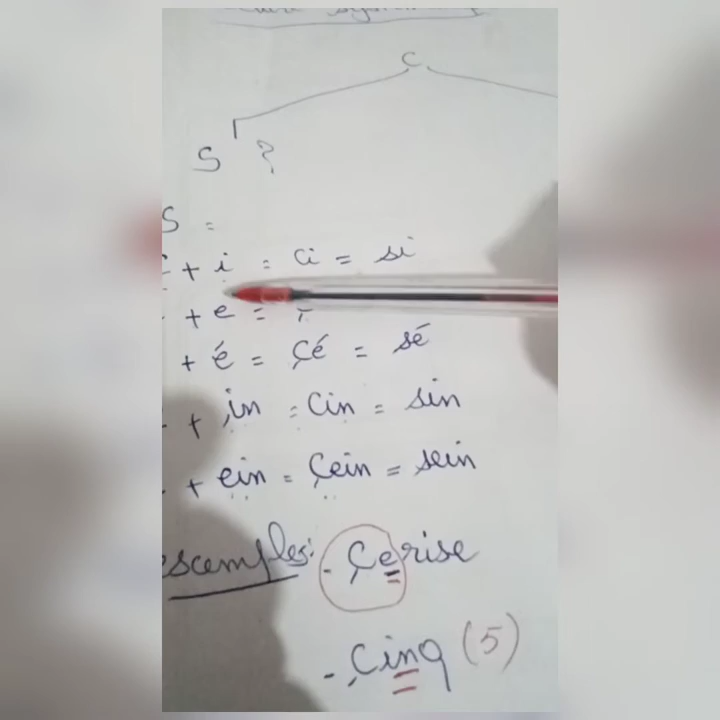 C
S ?
S =
+ i = ci = si
+ e =
+ é = Çé = sé
+ in = Cin = sin
+ ein = Çein = sein
escemples:
- Çerise
- Cinq (5)